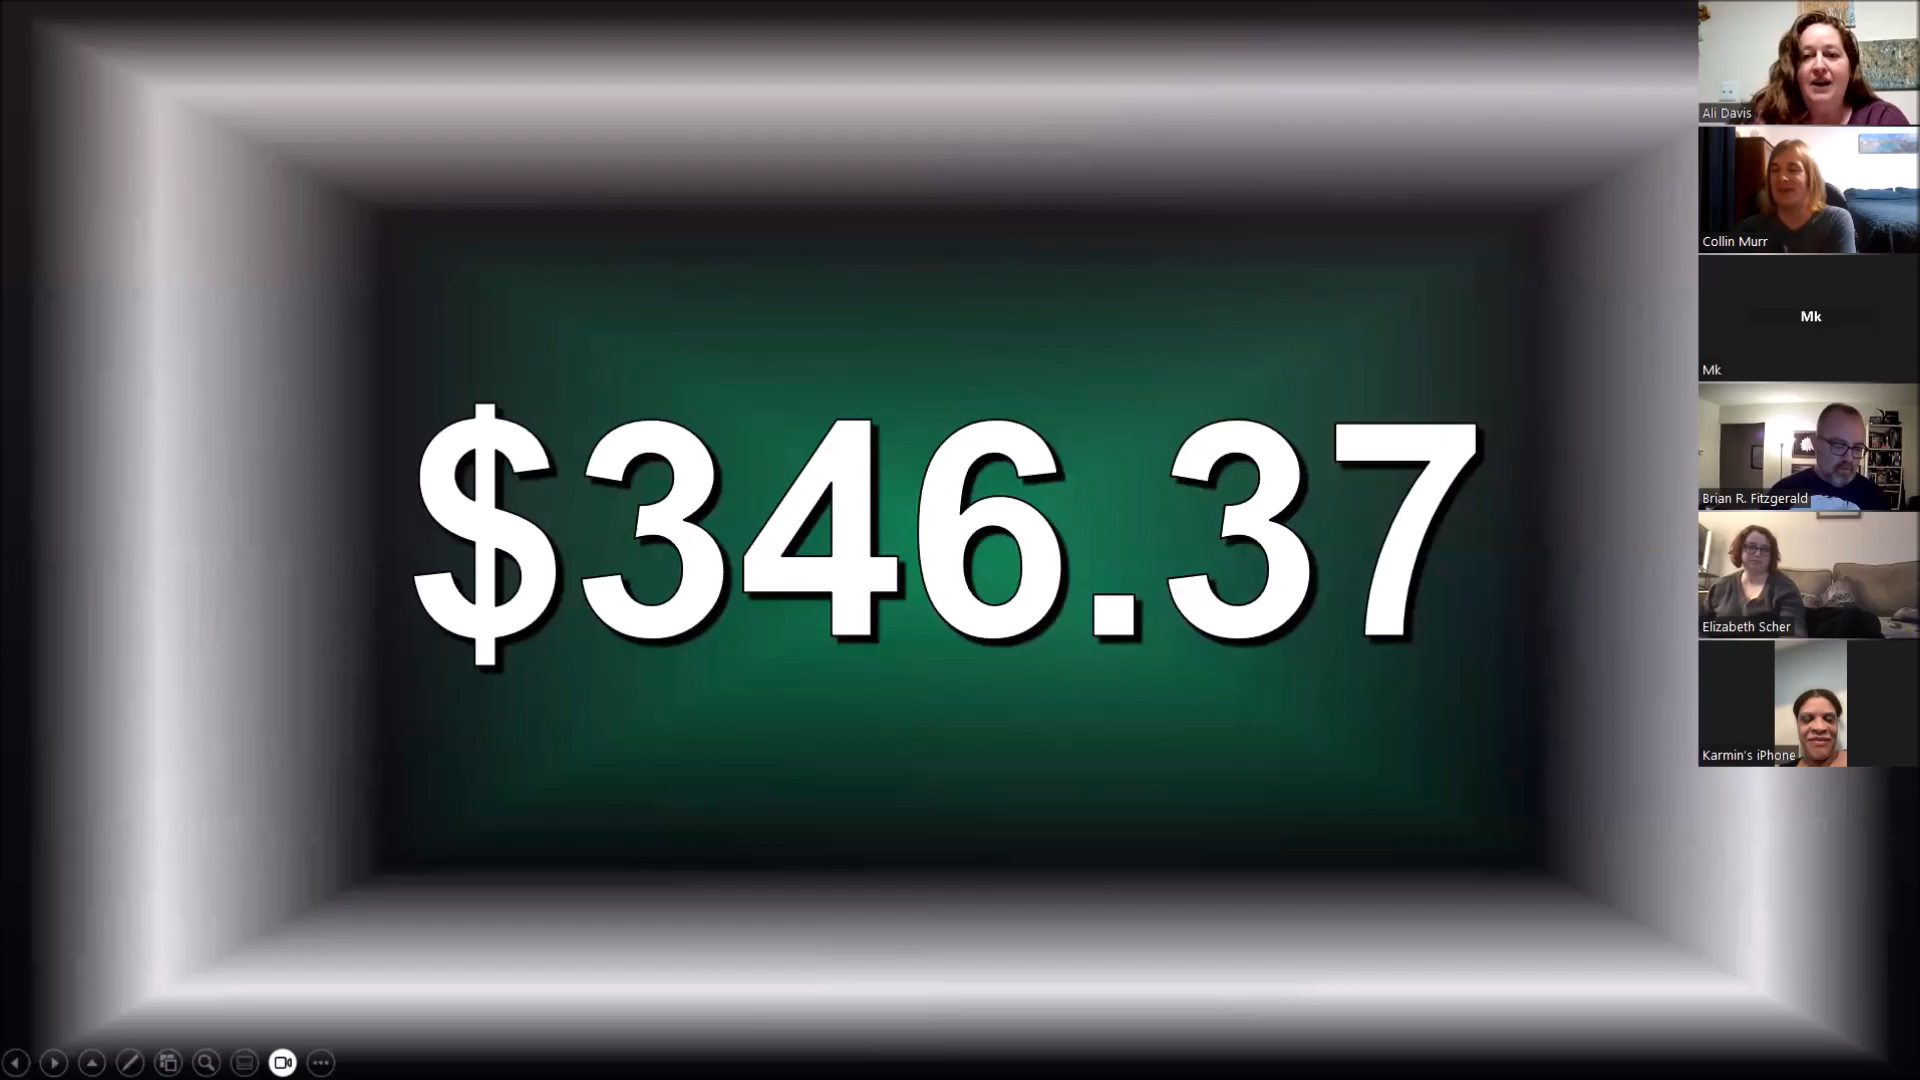 $346.37
Ali Davis
Collin Murr
Mk
Mk
Brian R. Fitzgerald
Elizabeth Scher
Karmin's iPhone